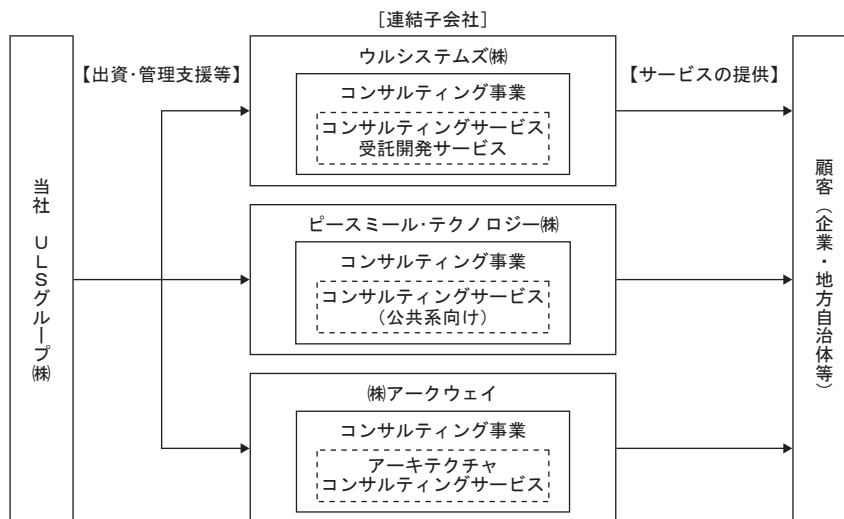 [連結子会社]
当社 ULSグループ㈱
【出資・管理支援等】
ウルシステムズ㈱
コンサルティング事業
コンサルティングサービス
受託開発サービス
ピースミール・テクノロジー㈱
コンサルティング事業
コンサルティングサービス
(公共系向け)
㈱アークウェイ
コンサルティング事業
アーキテクチャ
コンサルティングサービス
【サービスの提供】
顧客(企業・地方自治体等)